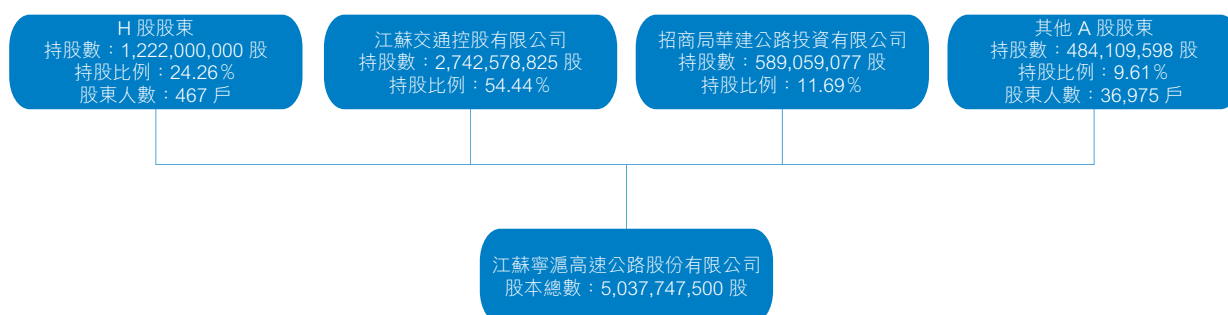 H 股股東
持股數：1,222,000,000 股
持股比例：24.26%
股東人數：467 戶
江蘇交通控股有限公司
持股數：2,742,578,825 股
持股比例：54.44%
招商局華建公路投資有限公司
持股數：589,059,077 股
持股比例：11.69%
其他 A 股股東
持股數：484,109,598 股
持股比例：9.61%
股東人數：36,975 戶
江蘇寧滬高速公路股份有限公司
股本總數：5,037,747,500 股